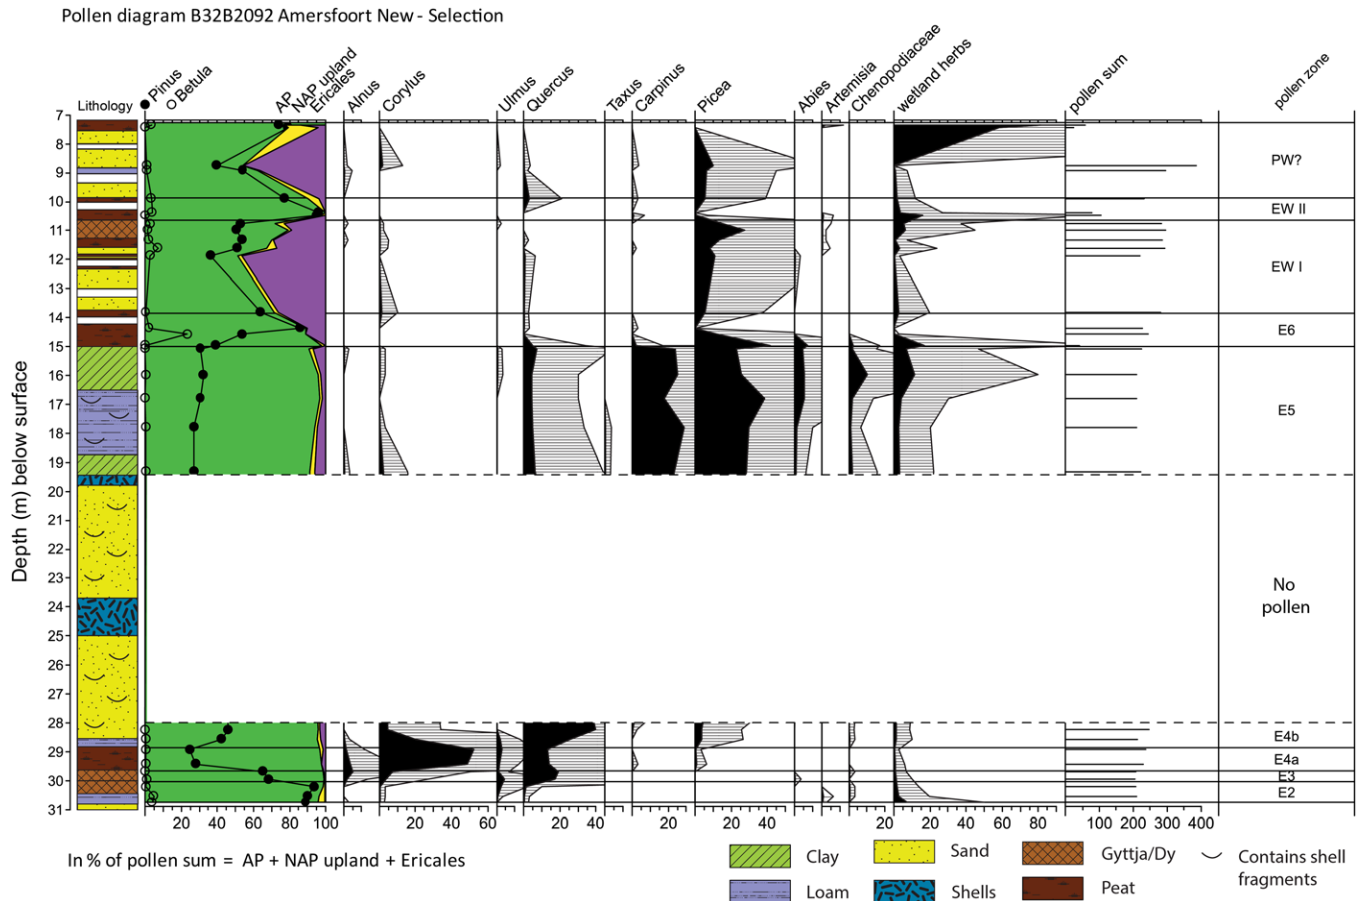 Pollen diagram B32B2092 Amersfoort New - Selection
Lithology
Pinus
Betula
AP
NAP upland
Ericales
Alnus
Corylus
Ulmus
Quercus
Taxus
Carpinus
Picea
Abies
Artemisia
Chenopodiaceae
wetland herbs
pollen sum
pollen zone
Depth (m) below surface
7
8
9
10
11
12
13
14
15
16
17
18
19
20
21
22
23
24
25
26
27
28
29
30
31
PW?
EW II
EW I
E6
E5
No
pollen
E4b
E4a
E3
E2
20 40 60 80 100
20 40 60
20 40
20
20 40
20
20 40 60 80
100 200 300 400
In % of pollen sum = AP + NAP upland + Ericales
Clay
Sand
Gyttja/Dy
Contains shell
fragments
Loam
Shells
Peat